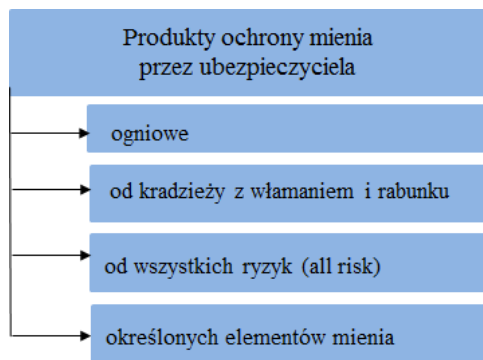 Produkty ochrony mienia
przez ubezpieczyciela
ogniowe
od kradzieży z włamaniem i rabunku
od wszystkich ryzyk (all risk)
określonych elementów mienia